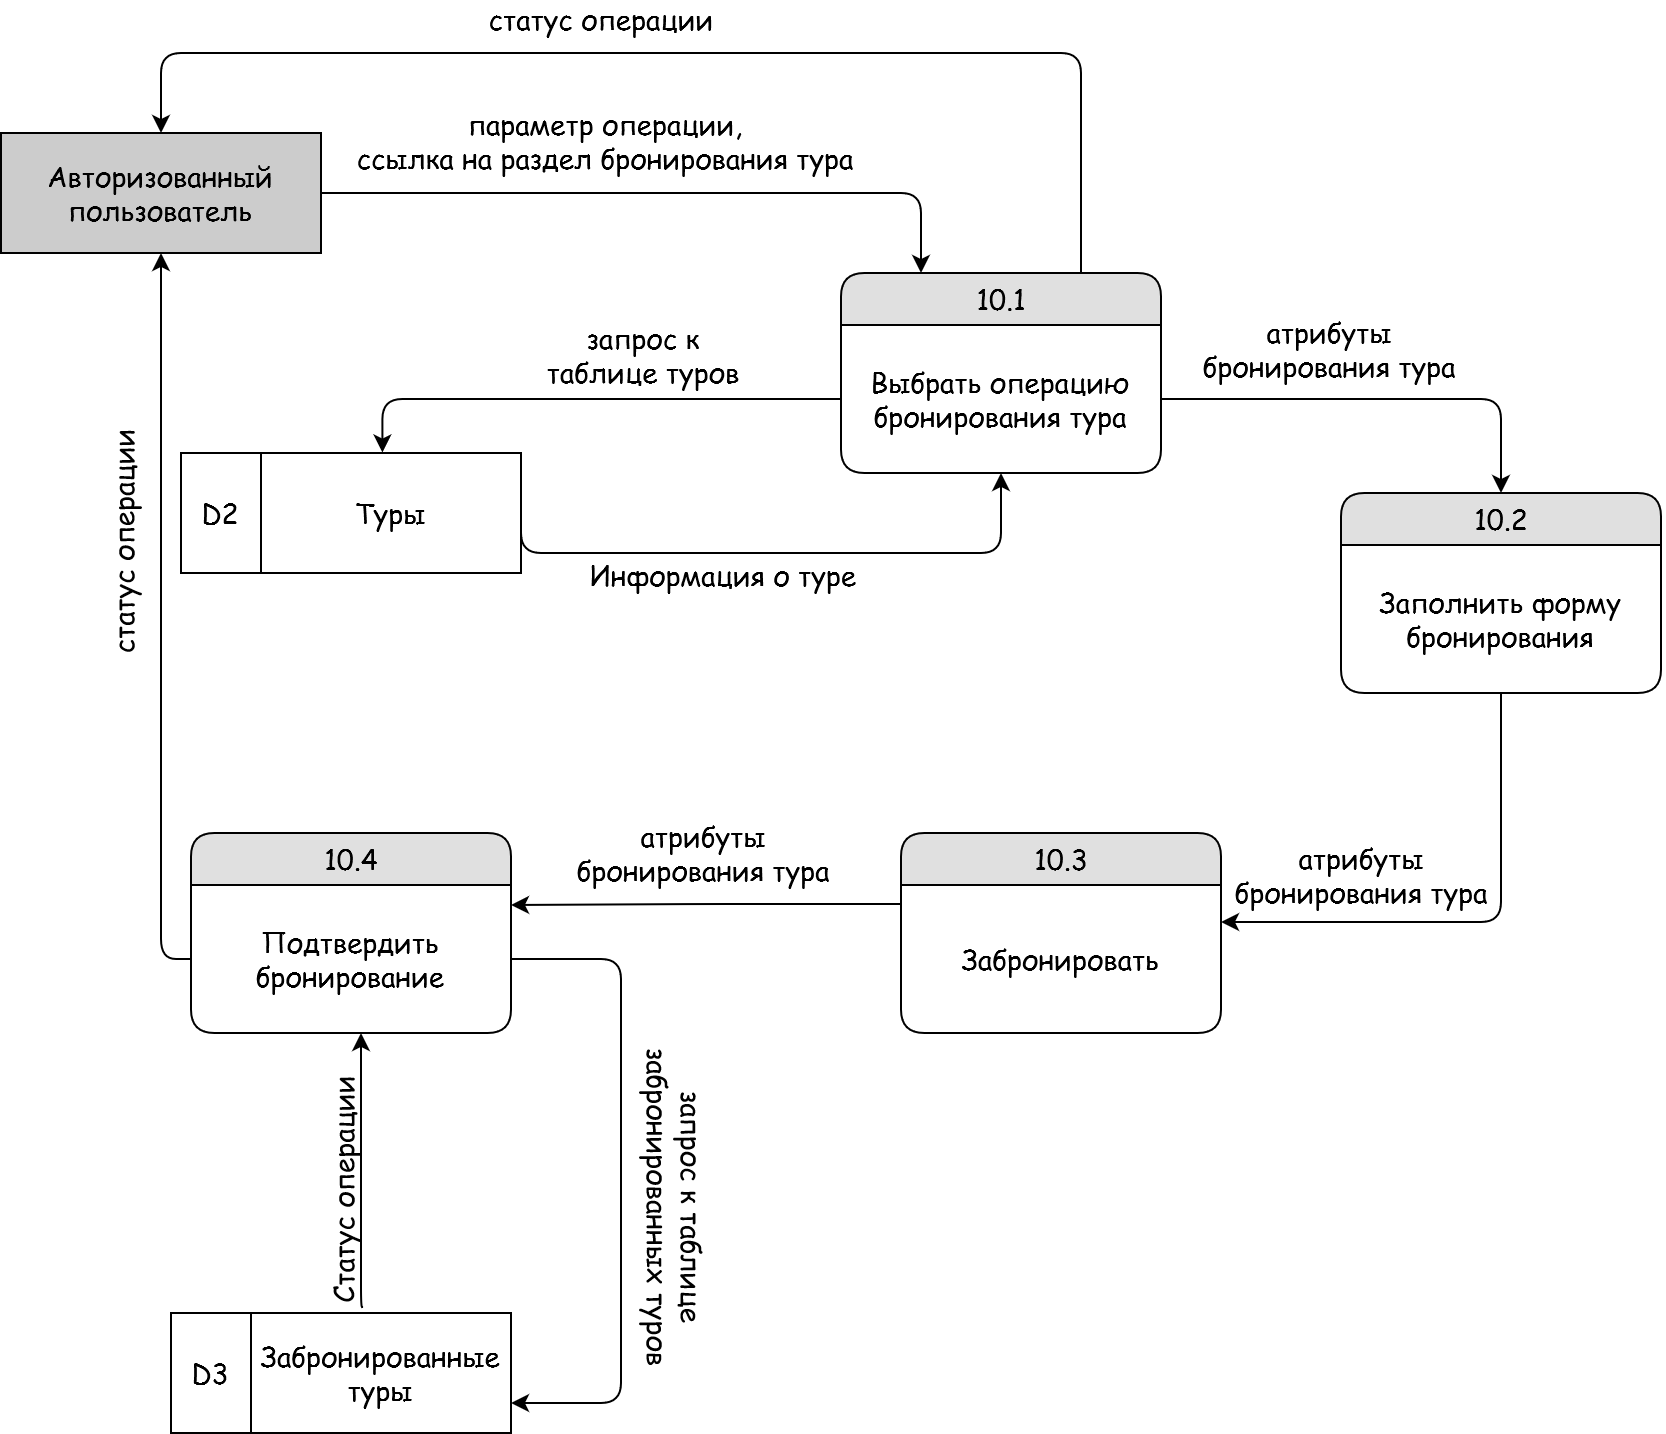 статус операции
параметр операции,
ссылка на раздел бронирования тура
Авторизованный
пользователь
10.1
Выбрать операцию
бронирования тура
запрос к
таблице туров
атрибуты
бронирования тура
D2
Туры
Информация о туре
статус операции
10.2
Заполнить форму
бронирования
атрибуты
бронирования тура
10.3
Забронировать
атрибуты
бронирования тура
10.4
Подтвердить
бронирование
Статус операции
запрос к таблице
забронированных туров
D3
Забронированные
туры